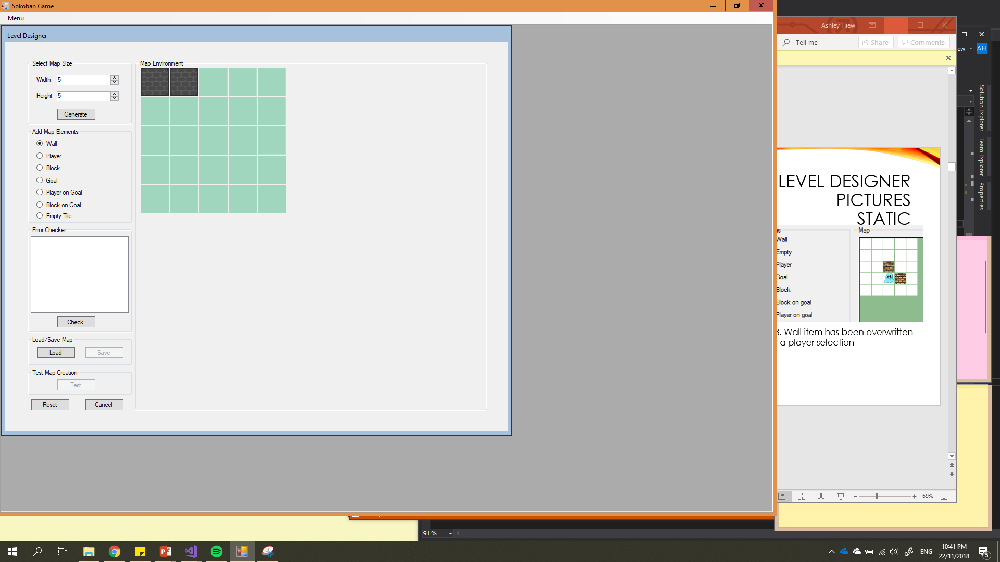 Sokoban Game
Menu
Level Designer
Select Map Size
Width 5
Height 5
Generate
Add Map Elements
Wall
Player
Block
Goal
Player on Goal
Block on Goal
Empty Tile
Error Checker
Check
Load/Save Map
Load Save
Test Map Creation
Test
Reset Cancel
Map Environment
Ashley Hiew
Tell me Share Comments
ew AH
Solution Explorer
Team Explorer
Properties
LEVEL DESIGNER
PICTURES
STATIC
Map
Wall
Empty
Player
Goal
Block
Block on goal
Player on goal
3. Wall item has been overwritten
a player selection
69%
91 %
ENG
10:41 PM
22/11/2018
5